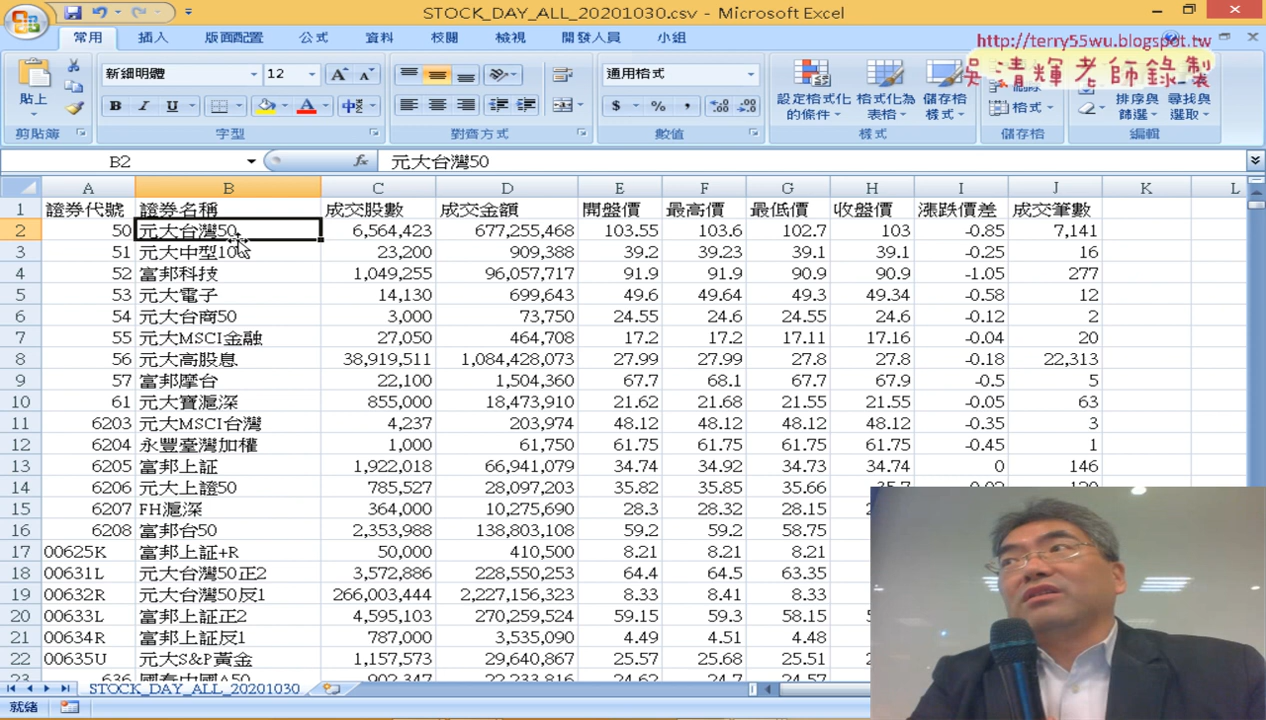 STOCK_DAY_ALL_20201030.csv - Microsoft Excel
常用 插入 版面配置 公式 資料 校閱 檢視 開發人員 小組
http://terry55wu.blogspot.tw
吳清輝老師錄製
新細明體 12 通用格式
貼上 設定格式化的條件 格式化為表格 儲存格樣式 格式 排序與篩選 尋找與選取
剪貼簿 字型 對齊方式 數值 樣式 儲存格 編輯
B2 fx 元大台灣50
A B C D E F G H I J K L
1 證券代號 證券名稱 成交股數 成交金額 開盤價 最高價 最低價 收盤價 漲跌價差 成交筆數
2 50 元大台灣50 6,564,423 677,255,468 103.55 103.6 102.7 103 -0.85 7,141
3 51 元大中型100 23,200 909,388 39.2 39.23 39.1 39.1 -0.25 16
4 52 富邦科技 1,049,255 96,057,717 91.9 91.9 90.9 90.9 -1.05 277
5 53 元大電子 14,130 699,643 49.6 49.64 49.3 49.34 -0.58 12
6 54 元大台商50 3,000 73,750 24.55 24.6 24.55 24.6 -0.12 2
7 55 元大MSCI金融 27,050 464,708 17.2 17.2 17.11 17.16 -0.04 20
8 56 元大高股息 38,919,511 1,084,428,073 27.99 27.99 27.8 27.8 -0.18 22,313
9 57 富邦摩台 22,100 1,504,360 67.7 68.1 67.7 67.9 -0.5 5
10 61 元大寶滬深 855,000 18,473,910 21.62 21.68 21.55 21.55 -0.05 63
11 6203 元大MSCI台灣 4,237 203,974 48.12 48.12 48.12 48.12 -0.35 3
12 6204 永豐臺灣加權 1,000 61,750 61.75 61.75 61.75 61.75 -0.45 1
13 6205 富邦上証 1,922,018 66,941,079 34.74 34.92 34.73 34.74 0 146
14 6206 元大上證50 785,527 28,097,203 35.82 35.85 35.66
15 6207 FH滬深 364,000 10,275,690 28.3 28.32 28.15
16 6208 富邦台50 2,353,988 138,803,108 59.2 59.2 58.75
17 00625K 富邦上証+R 50,000 410,500 8.21 8.21 8.21
18 00631L 元大台灣50正2 3,572,886 228,550,253 64.4 64.5 63.35
19 00632R 元大台灣50反1 266,003,444 2,227,156,323 8.33 8.41 8.33
20 00633L 富邦上証正2 4,595,103 270,259,524 59.15 59.3 58.15
21 00634R 富邦上証反1 787,000 3,535,090 4.49 4.51 4.48
22 00635U 元大S&P黃金 1,157,573 29,640,867 25.57 25.68 25.51
STOCK_DAY_ALL_20201030
就緒